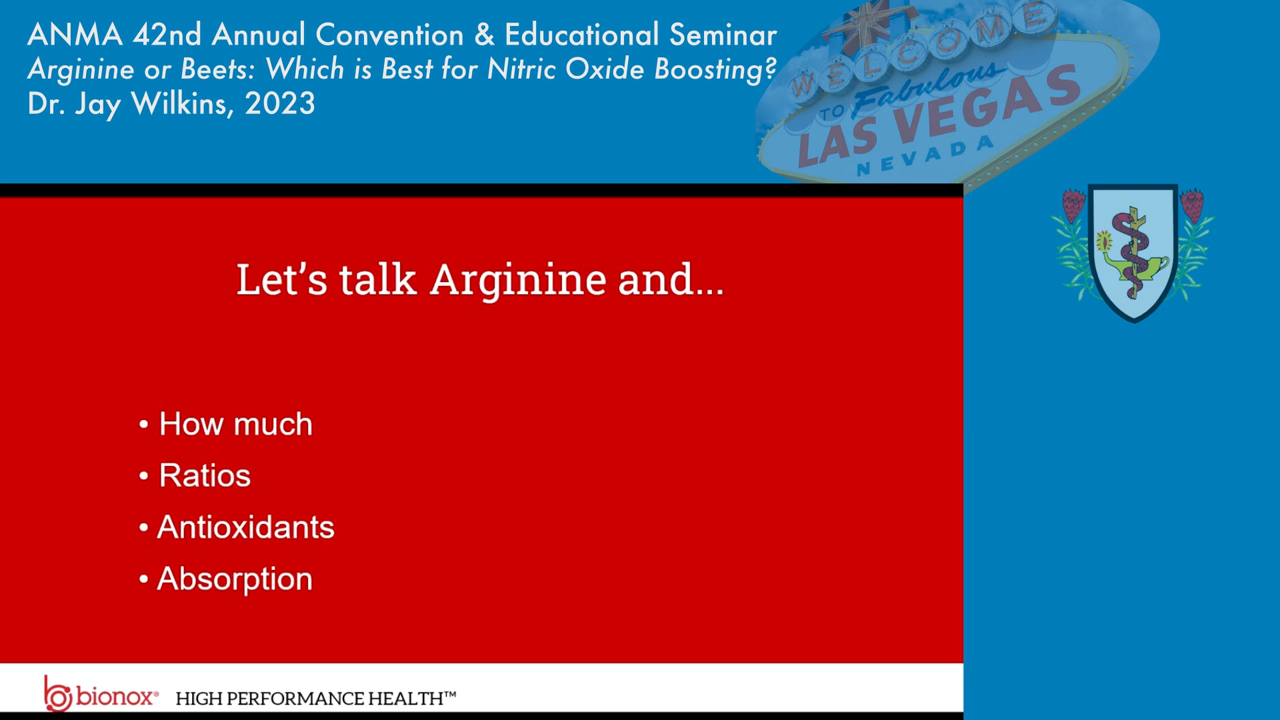 ANMA 42nd Annual Convention & Educational Seminar
Arginine or Beets: Which is Best for Nitric Oxide Boosting?
Dr. Jay Wilkins, 2023
WELCOME
TO Fabulous
LAS VEGAS
NEVADA
Let's talk Arginine and...
• How much
• Ratios
• Antioxidants
• Absorption
bionox® HIGH PERFORMANCE HEALTH™